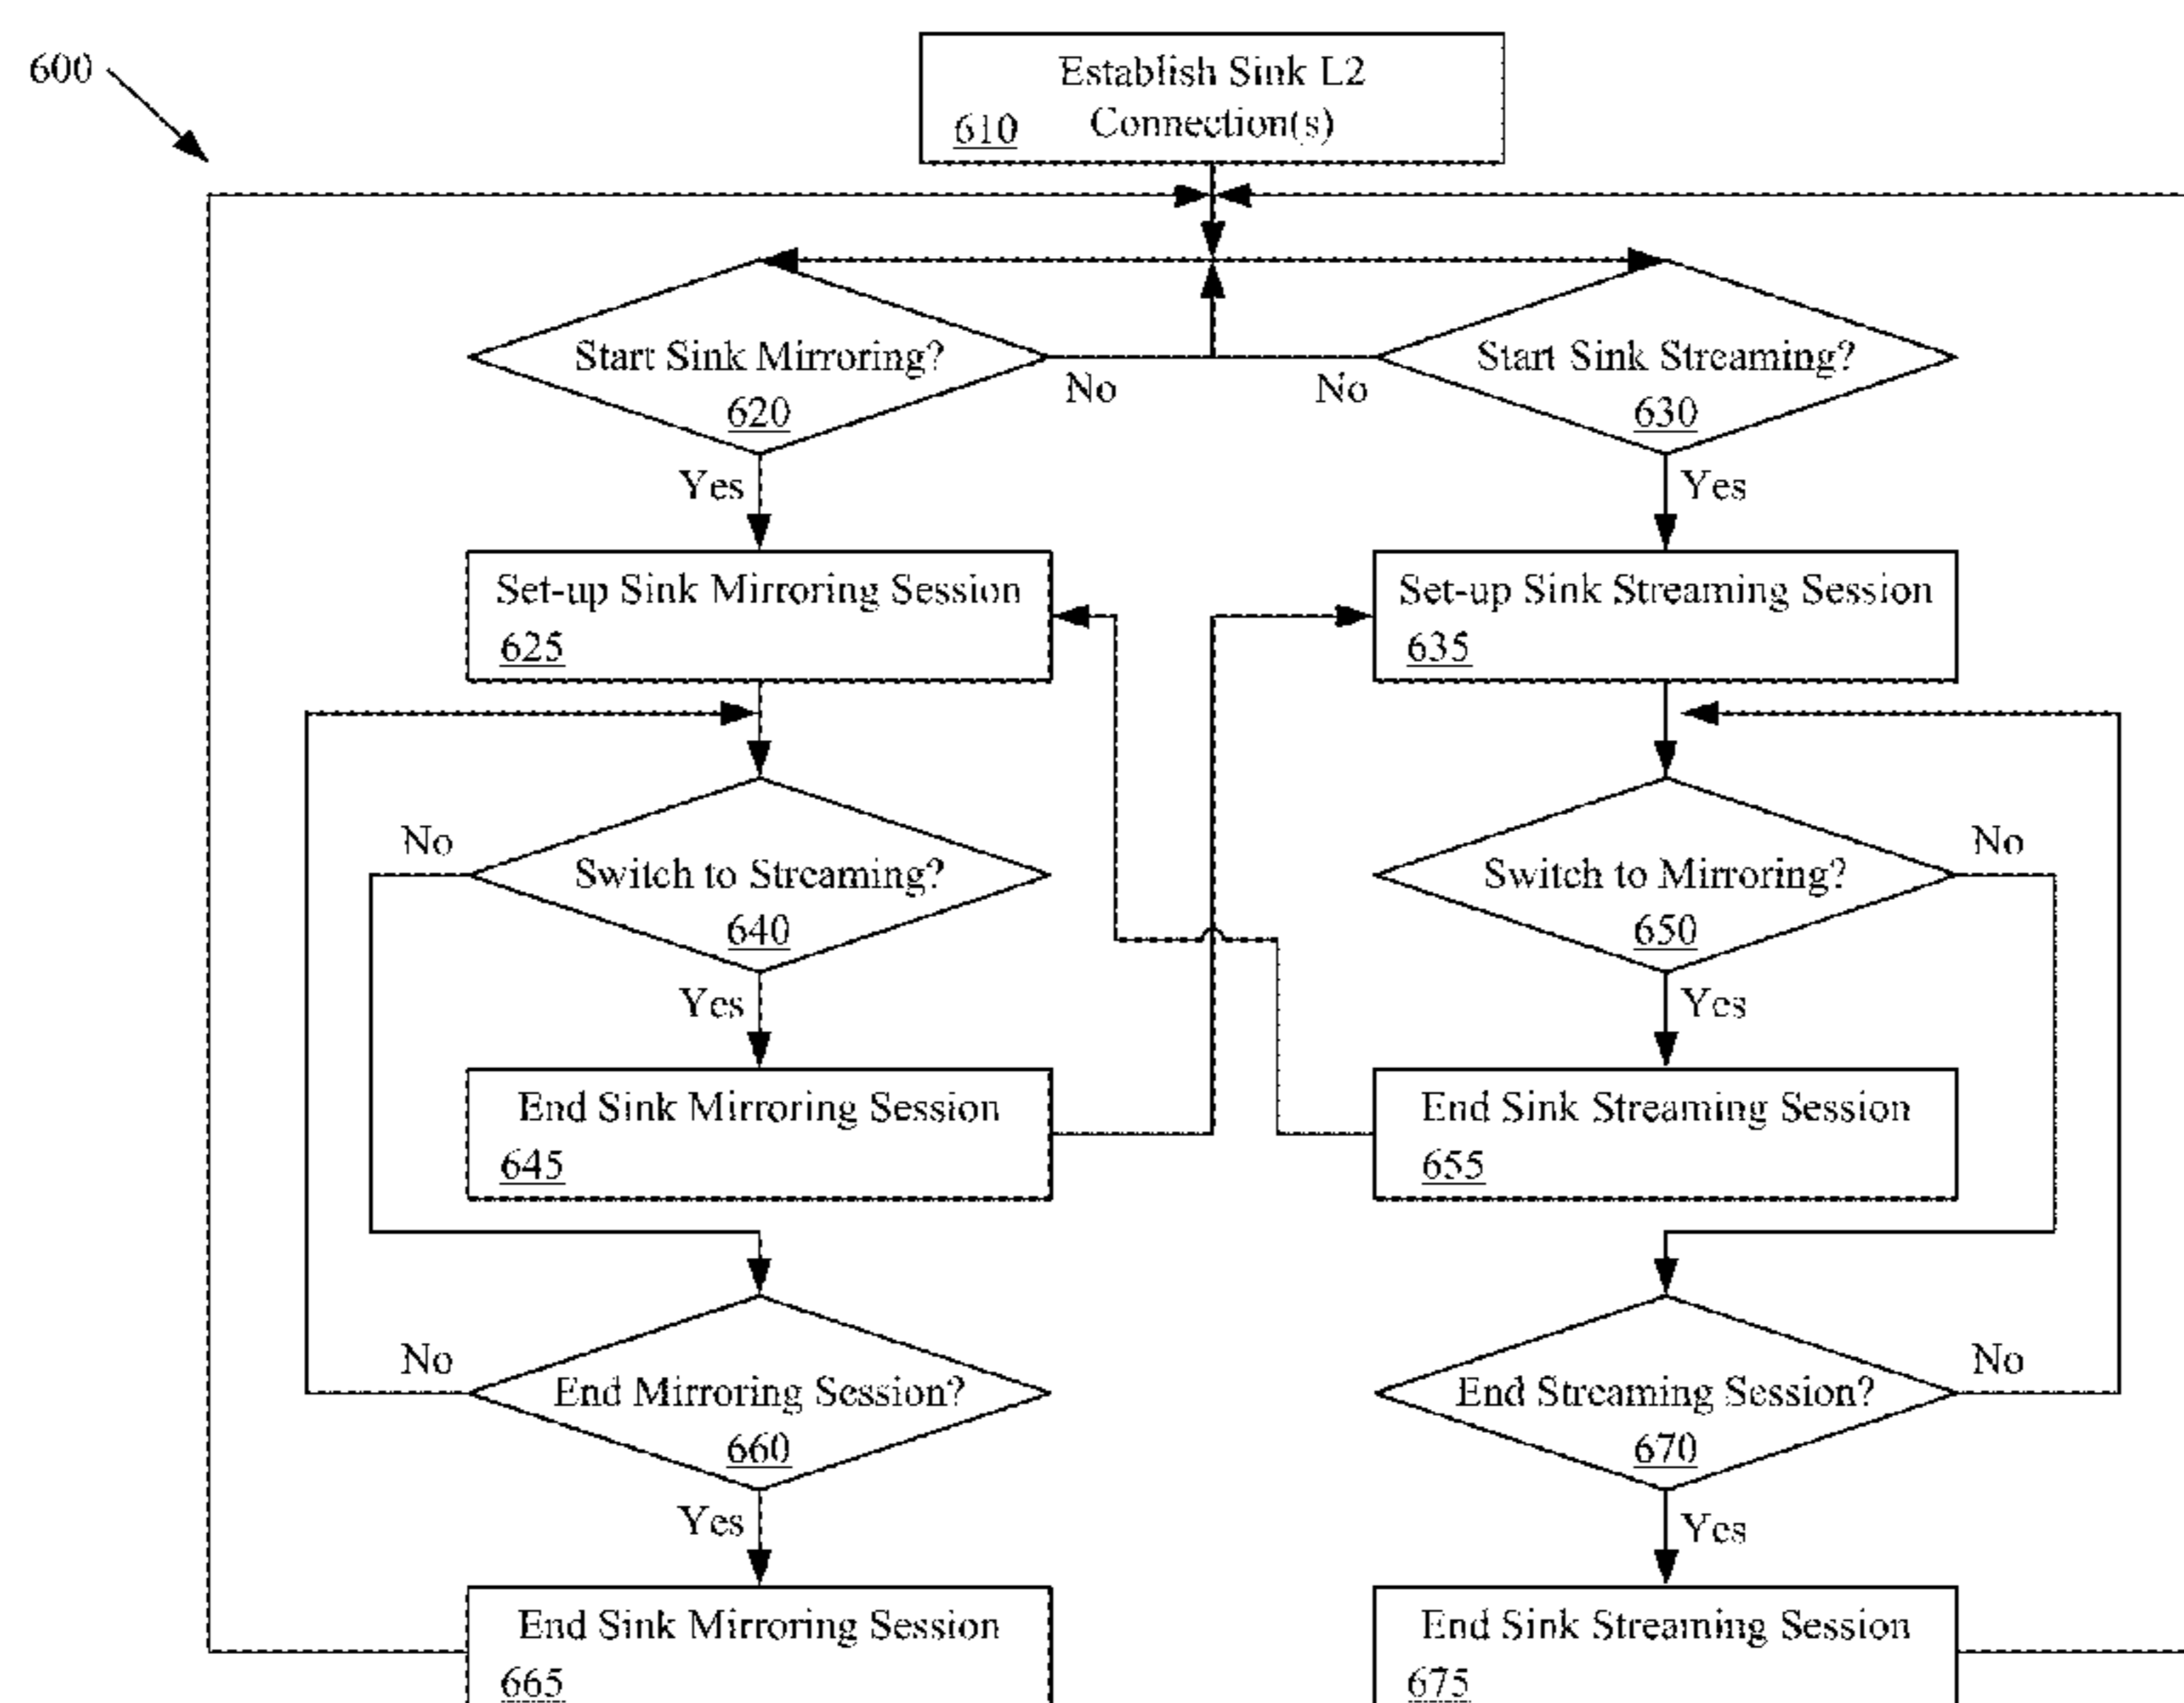 600
Establish Sink L2
610 Connection(s)
Start Sink Mirroring?
620
No
No
Start Sink Streaming?
630
Yes
Yes
Set-up Sink Mirroring Session
625
Set-up Sink Streaming Session
635
No
Switch to Streaming?
640
Switch to Mirroring?
650
No
Yes
Yes
End Sink Mirroring Session
645
End Sink Streaming Session
655
No
End Mirroring Session?
660
End Streaming Session?
670
No
Yes
Yes
End Sink Mirroring Session
665
End Sink Streaming Session
675